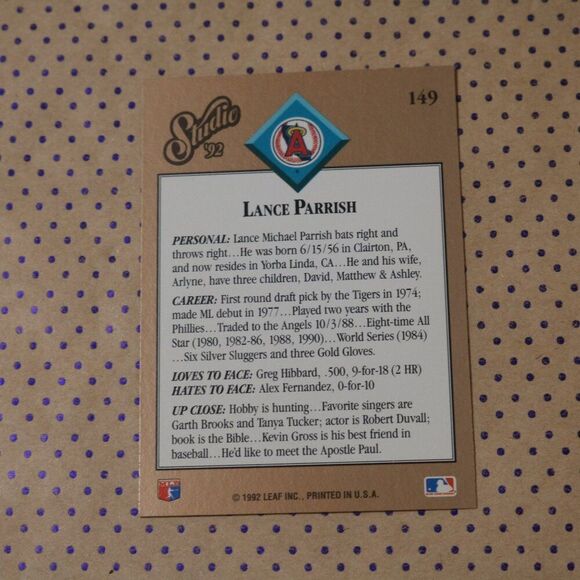 Studio
'92
149
A
LANCE PARRISH
PERSONAL: Lance Michael Parrish bats right and
throws right...He was born 6/15/56 in Clairton, PA,
and now resides in Yorba Linda, CA...He and his wife,
Arlyne, have three children, David, Matthew & Ashley.
CAREER: First round draft pick by the Tigers in 1974;
made ML debut in 1977...Played two years with the
Phillies...Traded to the Angels 10/3/88...Eight-time All
Star (1980, 1982-86, 1988, 1990)...World Series (1984)
...Six Silver Sluggers and three Gold Gloves.
LOVES TO FACE: Greg Hibbard, .500, 9-for-18 (2 HR)
HATES TO FACE: Alex Fernandez, 0-for-10
UP CLOSE: Hobby is hunting...Favorite singers are
Garth Brooks and Tanya Tucker; actor is Robert Duvall;
book is the Bible...Kevin Gross is his best friend in
baseball...He'd like to meet the Apostle Paul.
© 1992 LEAF INC., PRINTED IN U.S.A.